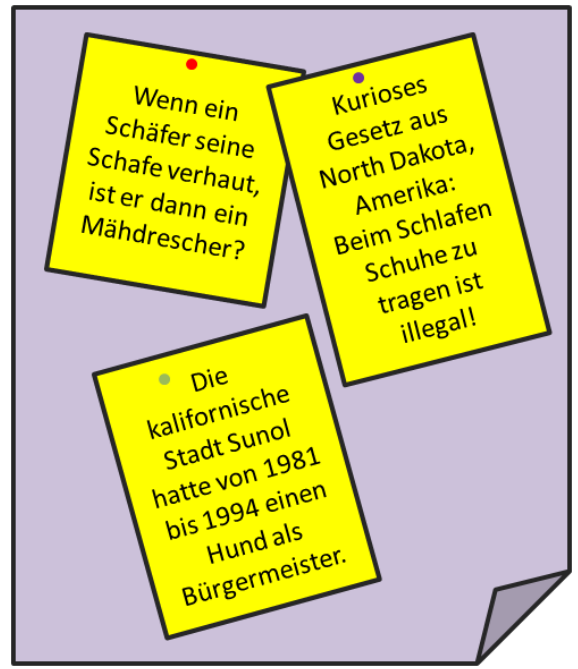 Wenn ein
Schäfer seine
Schafe verhaut,
ist er dann ein
Mähdrescher?
Kurioses
Gesetz aus
North Dakota,
Amerika:
Beim Schlafen
Schuhe zu
tragen ist
illegal!
Die
kalifornische
Stadt Sunol
hatte von 1981
bis 1994 einen
Hund als
Bürgermeister.